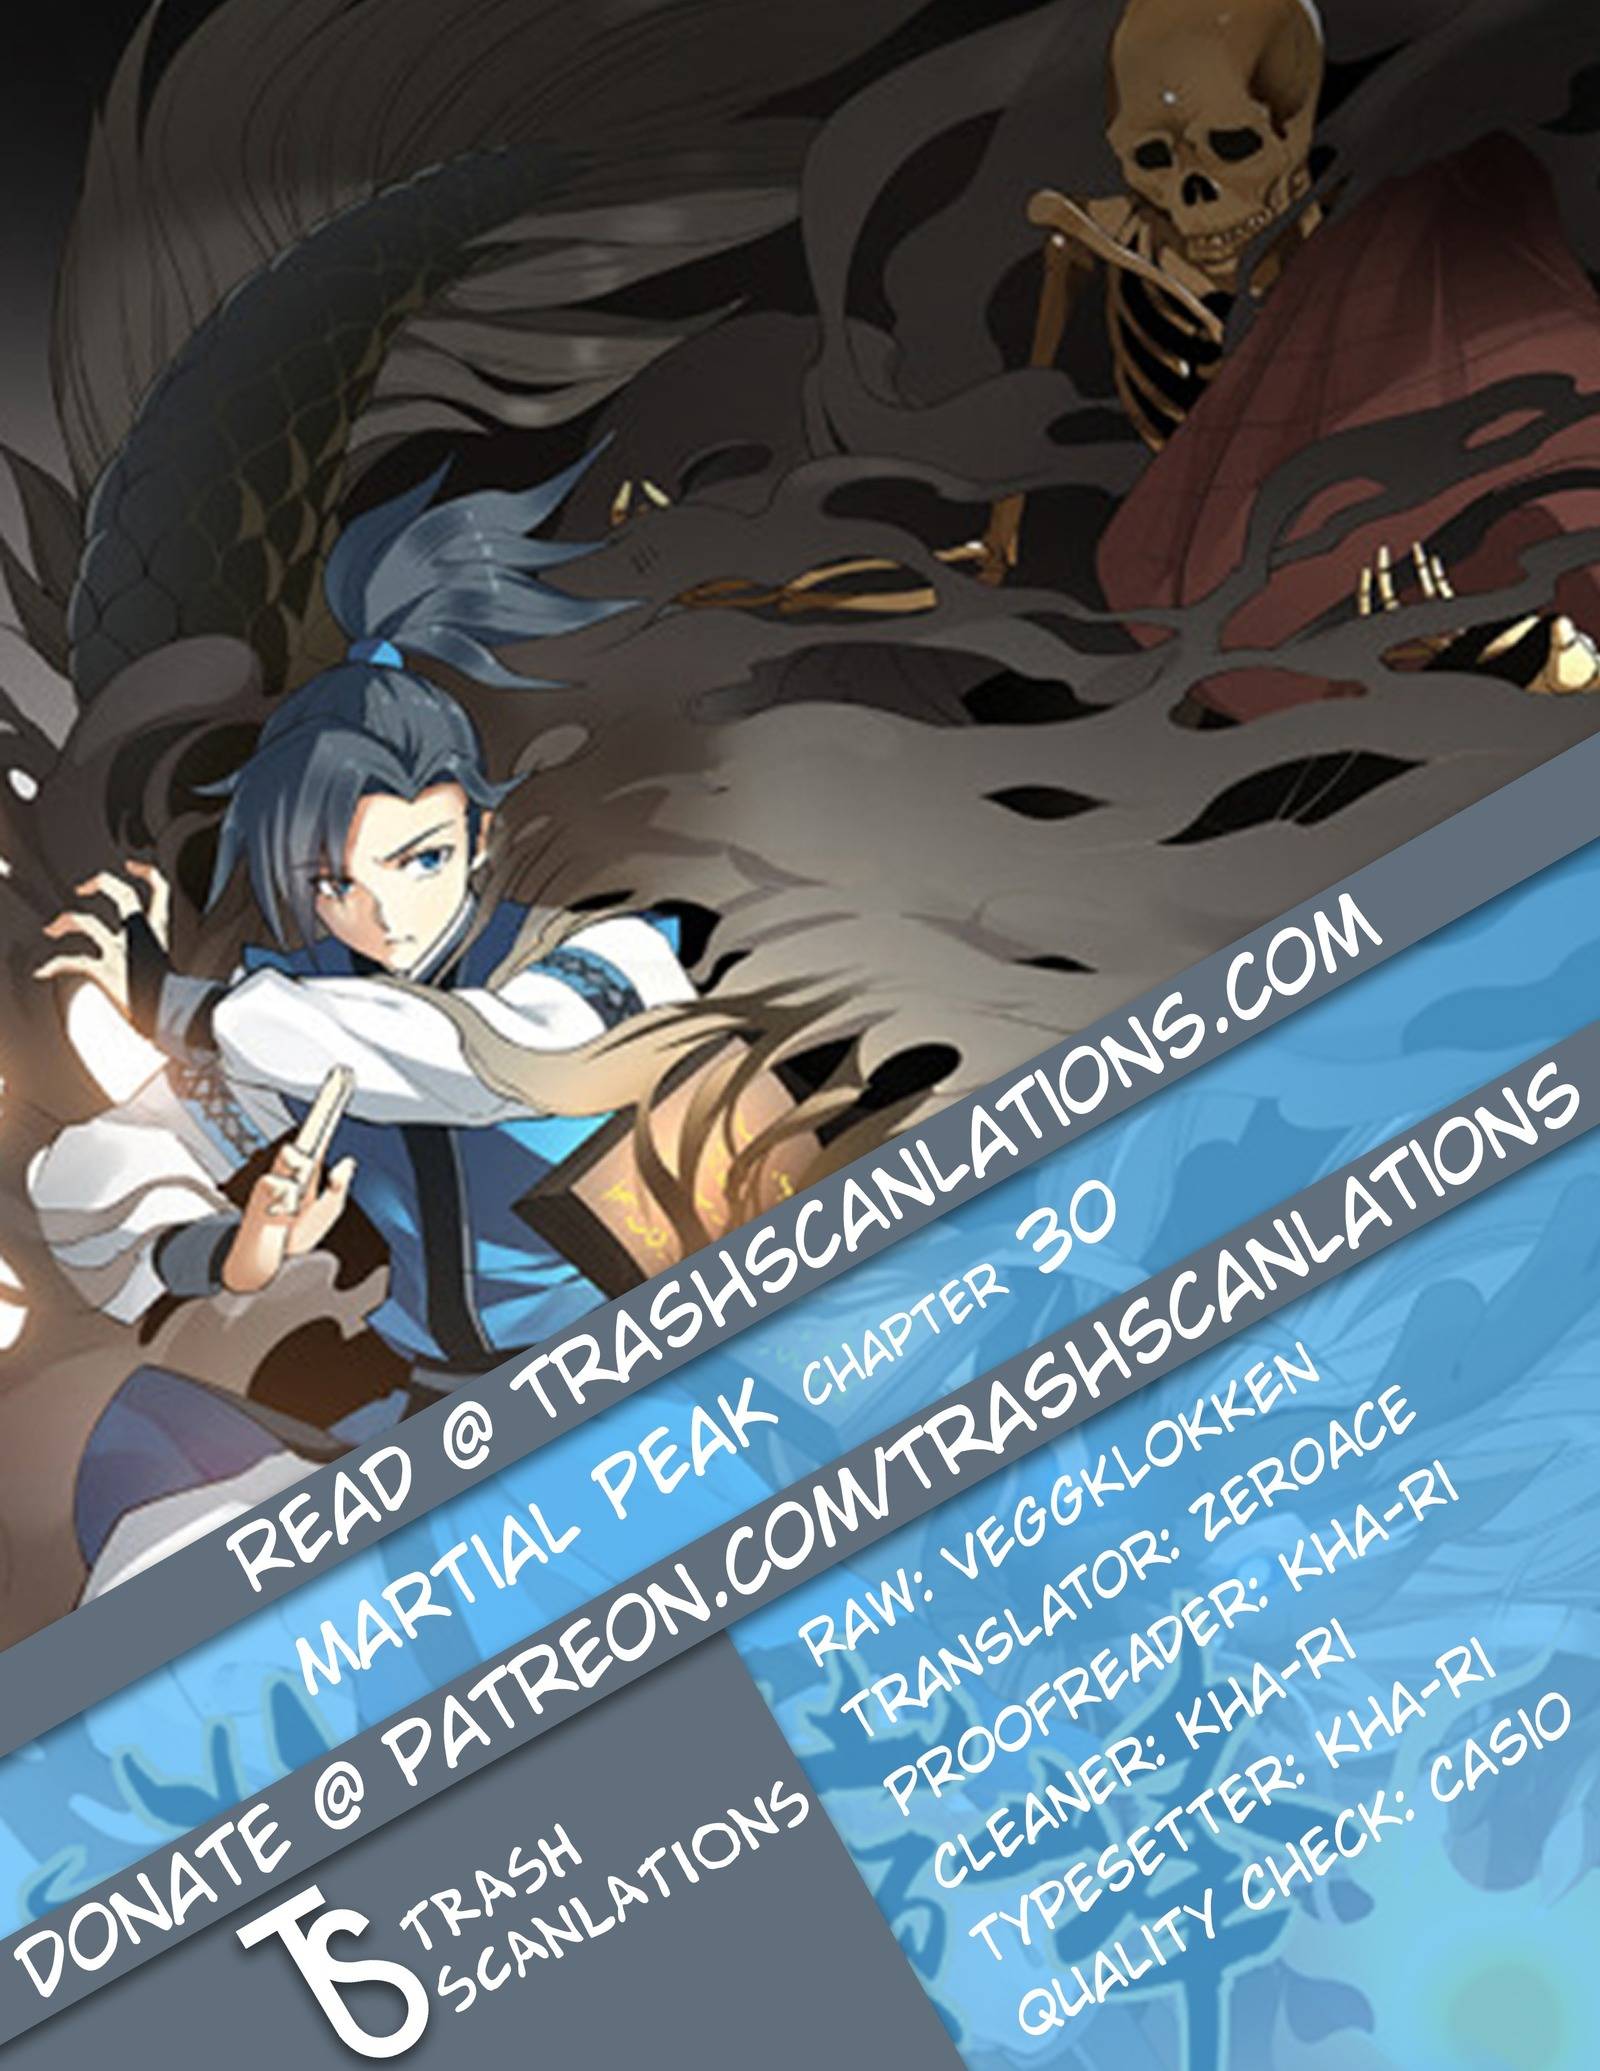 READ @ TRASHSCANLATIONS.COM
MARTIAL PEAK CHAPTER 30
DONATE @ PATREON.COM/TRASHSCANLATIONS
RAW: VEGGKLOKKEN
TRANSLATOR: ZEROACE
PROOFREADER: KHA-RI
CLEANER: KHA-RI
TYPESETTER: KHA-RI
QUALITY CHECK: CASIO
TS
TRASH
SCANLATIONS